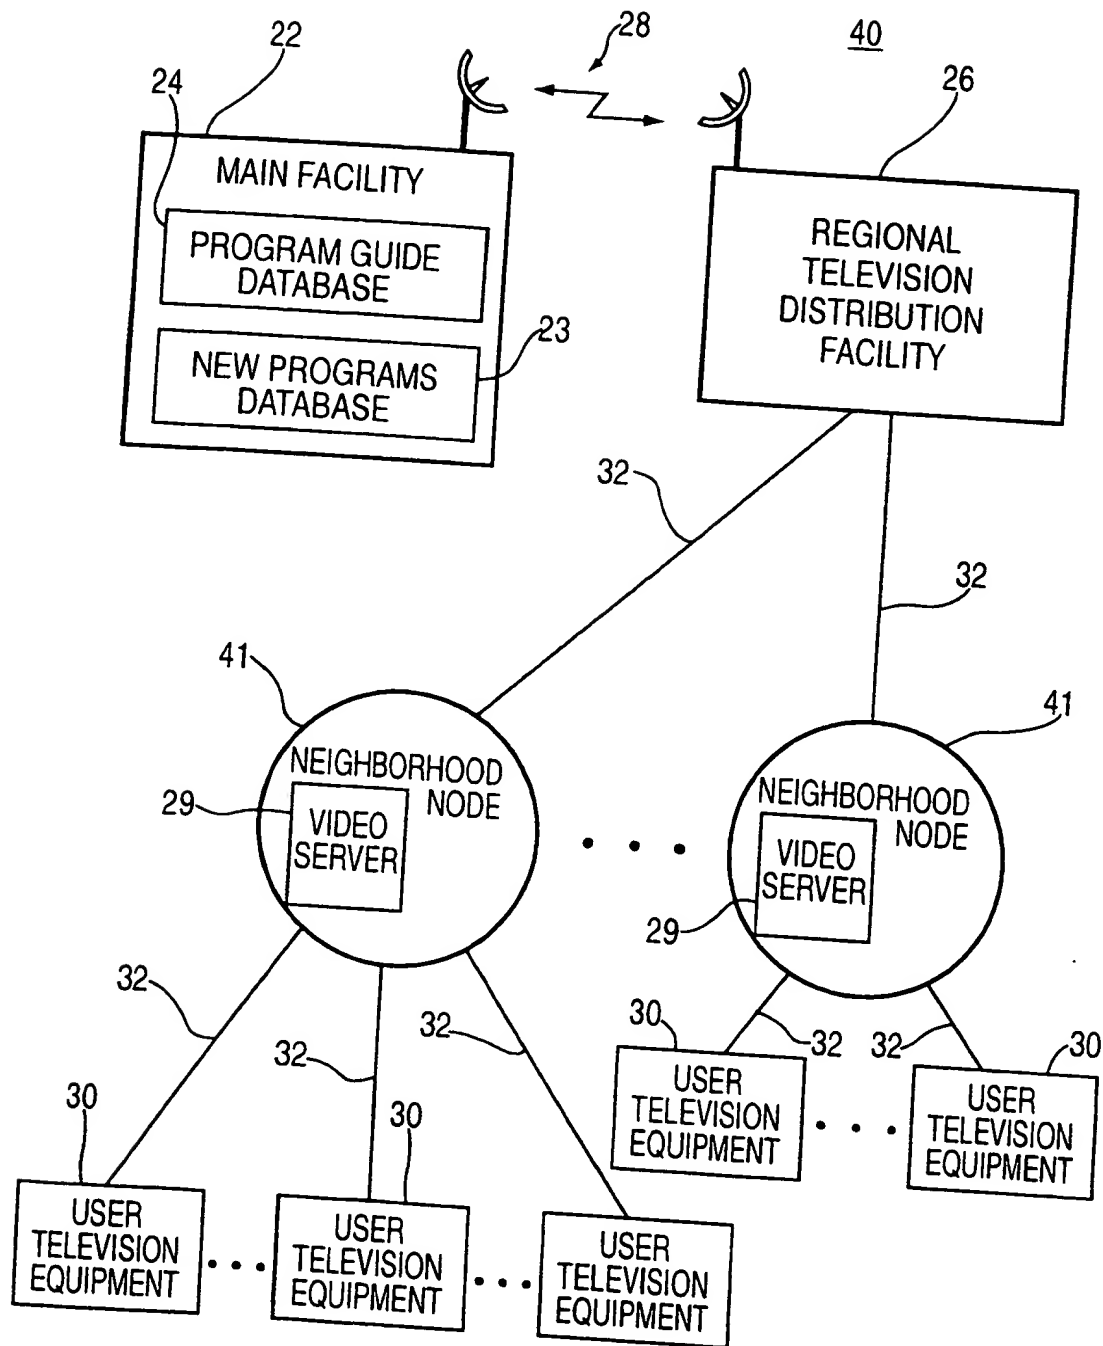 28
40
22
24
26
MAIN FACILITY
PROGRAM GUIDE
DATABASE
23
NEW PROGRAMS
DATABASE
REGIONAL
TELEVISION
DISTRIBUTION
FACILITY
32
32
41
NEIGHBORHOOD
NODE
29
VIDEO
SERVER
41
NEIGHBORHOOD
NODE
29
VIDEO
SERVER
32
32
32
32
32
30
USER
TELEVISION
EQUIPMENT
30
USER
TELEVISION
EQUIPMENT
30
USER
TELEVISION
EQUIPMENT
30
USER
TELEVISION
EQUIPMENT
USER
TELEVISION
EQUIPMENT